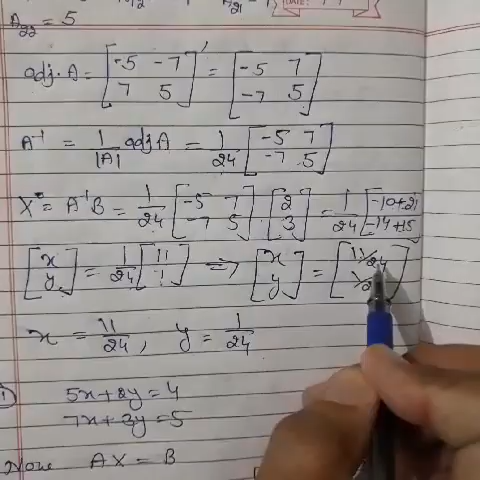 A₂₂ = 5
adj·A = [-5 -7; 7 5]' = [-5 7; -7 5]
A⁻¹ = 1/|A| adjA = 1/24 [-5 7; -7 5]
X = A⁻¹B = 1/24 [-5 7; -7 5] · [2; 3] = 1/24 [-10+21; -14+15]
[x; y] = 1/24 [11; 1] ⇒ [x; y] = [11/24; 1/24]
x = 11/24, y = 1/24
5x+2y=4
7x+3y=5
Now AX = B